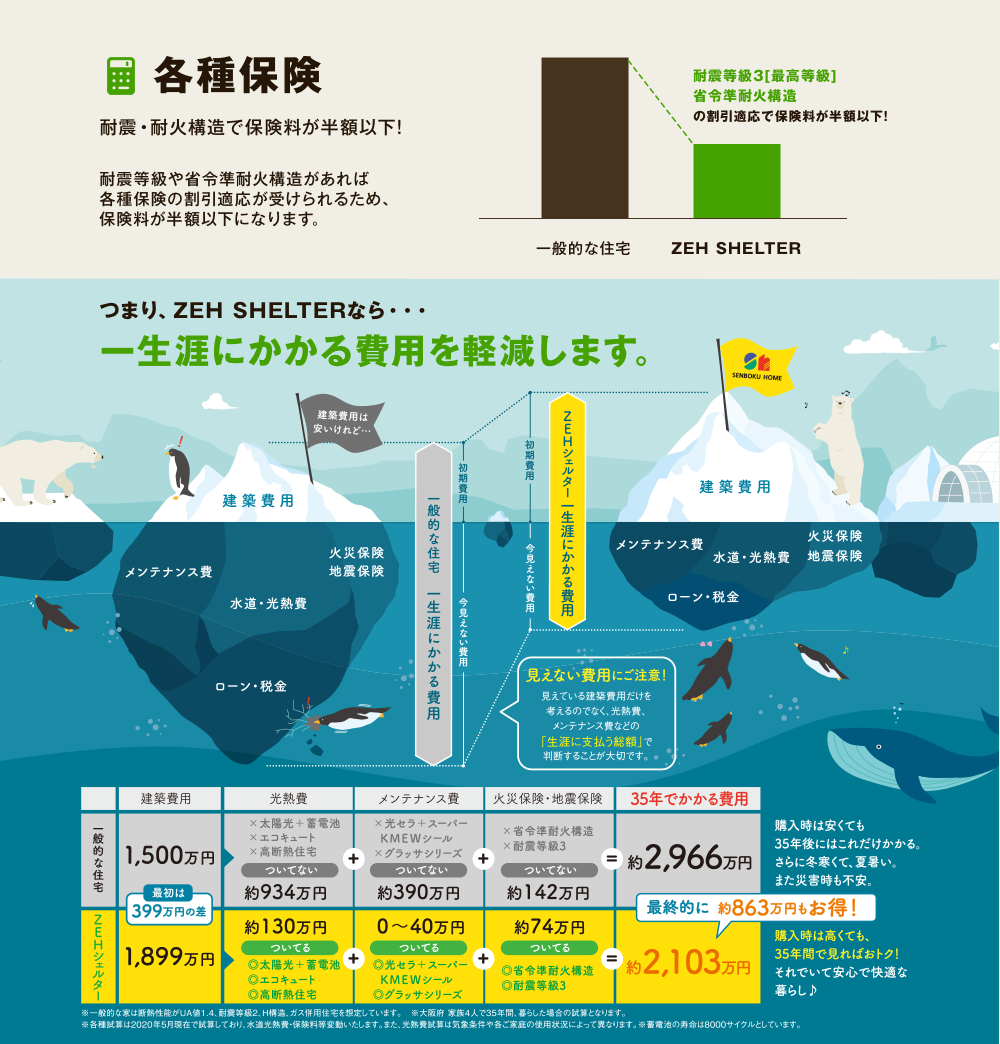 各種保険
耐震・耐火構造で保険料が半額以下!
耐震等級や省令準耐火構造があれば
各種保険の割引適応が受けられるため、
保険料が半額以下になります。
耐震等級3[最高等級]
省令準耐火構造
の割引適応で保険料が半額以下!
一般的な住宅
ZEH SHELTER
つまり、ZEH SHELTERなら・・・
一生涯にかかる費用を軽減します。
建築費用は
安いけれど…
SENBOKU HOME
建築費用
メンテナンス費
火災保険
地震保険
水道・光熱費
ローン・税金
一般的な住宅 一生涯にかかる費用
初期費用
今見えない費用
初期費用
今見えない費用
ZEHシェルター 一生涯にかかる費用
建築費用
メンテナンス費
水道・光熱費
火災保険
地震保険
ローン・税金
見えない費用にご注意!
見えている建築費用だけを
考えるのでなく、光熱費、
メンテナンス費などの
「生涯に支払う総額」で
判断することが大切です。
建築費用
光熱費
メンテナンス費
火災保険・地震保険
35年でかかる費用
一般的な住宅
1,500万円
×太陽光+蓄電池
×エコキュート
×高断熱住宅
ついてない
約934万円
+
×光セラ+スーパー
KMEWシール
×グラッサシリーズ
ついてない
約390万円
+
×省令準耐火構造
×耐震等級3
ついてない
約142万円
=
約2,966万円
購入時は安くても
35年後にはこれだけかかる。
さらに冬寒くて、夏暑い。
また災害時も不安。
最初は
399万円の差
最終的に 約863万円もお得!
ZEHシェルター
1,899万円
約130万円
ついてる
◎太陽光+蓄電池
◎エコキュート
◎高断熱住宅
+
0〜40万円
ついてる
◎光セラ+スーパー
KMEWシール
◎グラッサシリーズ
+
約74万円
ついてる
◎省令準耐火構造
◎耐震等級3
=
約2,103万円
購入時は高くても、
35年間で見ればおトク!
それでいて安心で快適な
暮らし♪
※一般的な家は断熱性能がUA値1.4、耐震等級2、H構造、ガス併用住宅を想定しています。 ※大阪府 家族4人で35年間、暮らした場合の試算となります。
※各種試算は2020年5月現在で試算しており、水道光熱費・保険料等変動いたします。また、光熱費試算は気象条件や各ご家庭の使用状況によって異なります。※蓄電池の寿命は8000サイクルとしています。